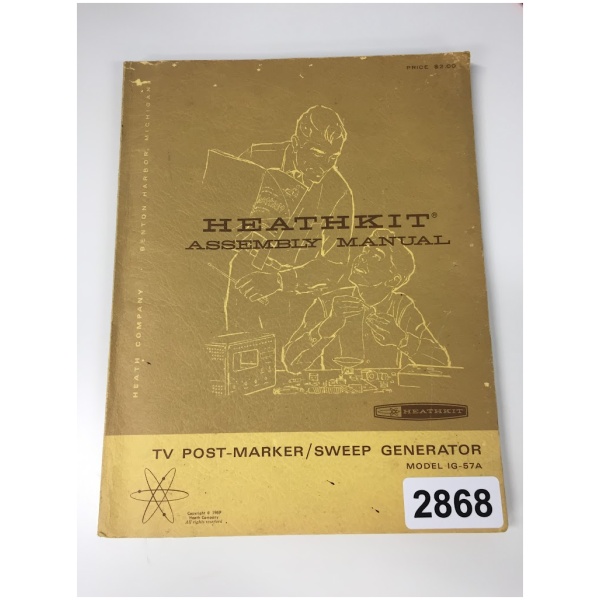 PRICE $2.00
HEATH COMPANY BENTON HARBOR, MICHIGAN
HEATHKIT®
ASSEMBLY MANUAL
HEATHKIT
TV POST-MARKER/SWEEP GENERATOR
MODEL IG-57A
Copyright © 1969
Heath Company
All rights reserved
2868